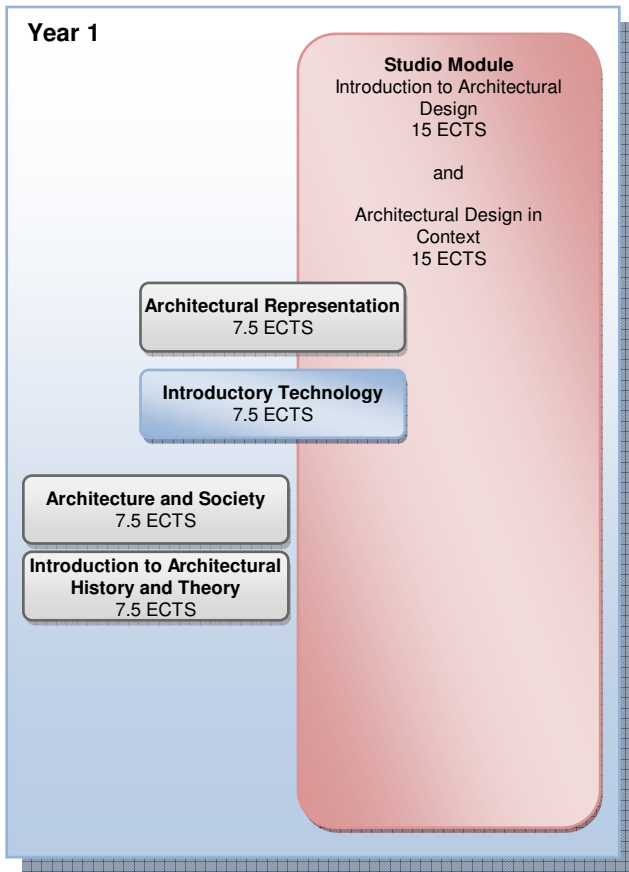 Year 1
Studio Module
Introduction to Architectural
Design
15 ECTS
and
Architectural Design in
Context
15 ECTS
Architectural Representation
7.5 ECTS
Introductory Technology
7.5 ECTS
Architecture and Society
7.5 ECTS
Introduction to Architectural
History and Theory
7.5 ECTS